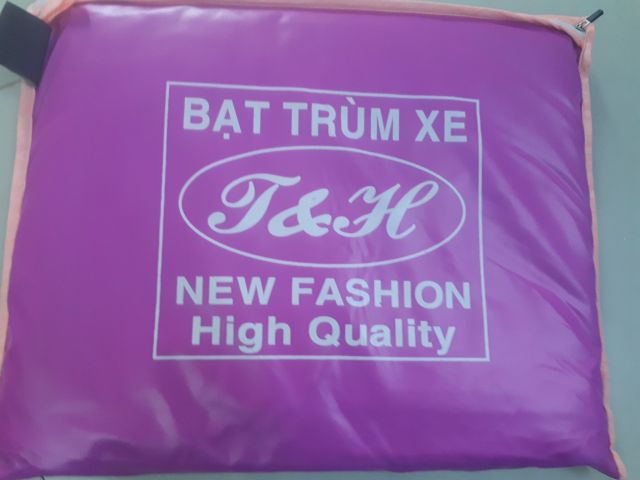 BẠT TRÙM XE
T&H
NEW FASHION
High Quality